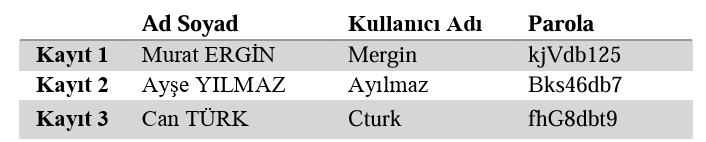 Ad Soyad Kullanıcı Adı Parola
Kayıt 1 Murat ERGİN Mergin kjVdb125
Kayıt 2 Ayşe YILMAZ Ayılmaz Bks46db7
Kayıt 3 Can TÜRK Cturk fhG8dbt9